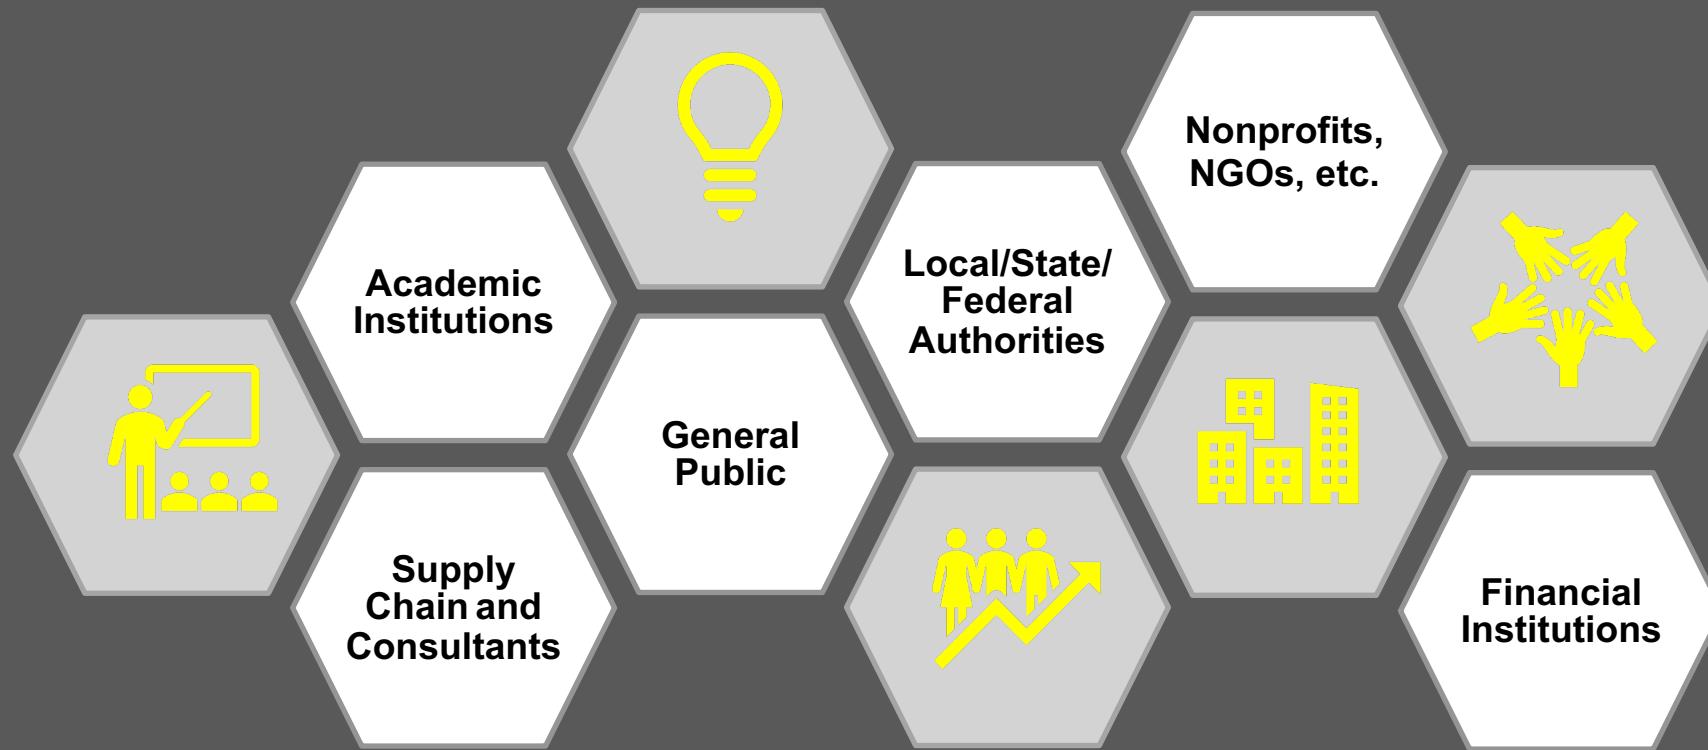 Academic
Institutions
Supply
Chain and
Consultants
General
Public
Local/State/
Federal
Authorities
Nonprofits,
NGOs, etc.
Financial
Institutions